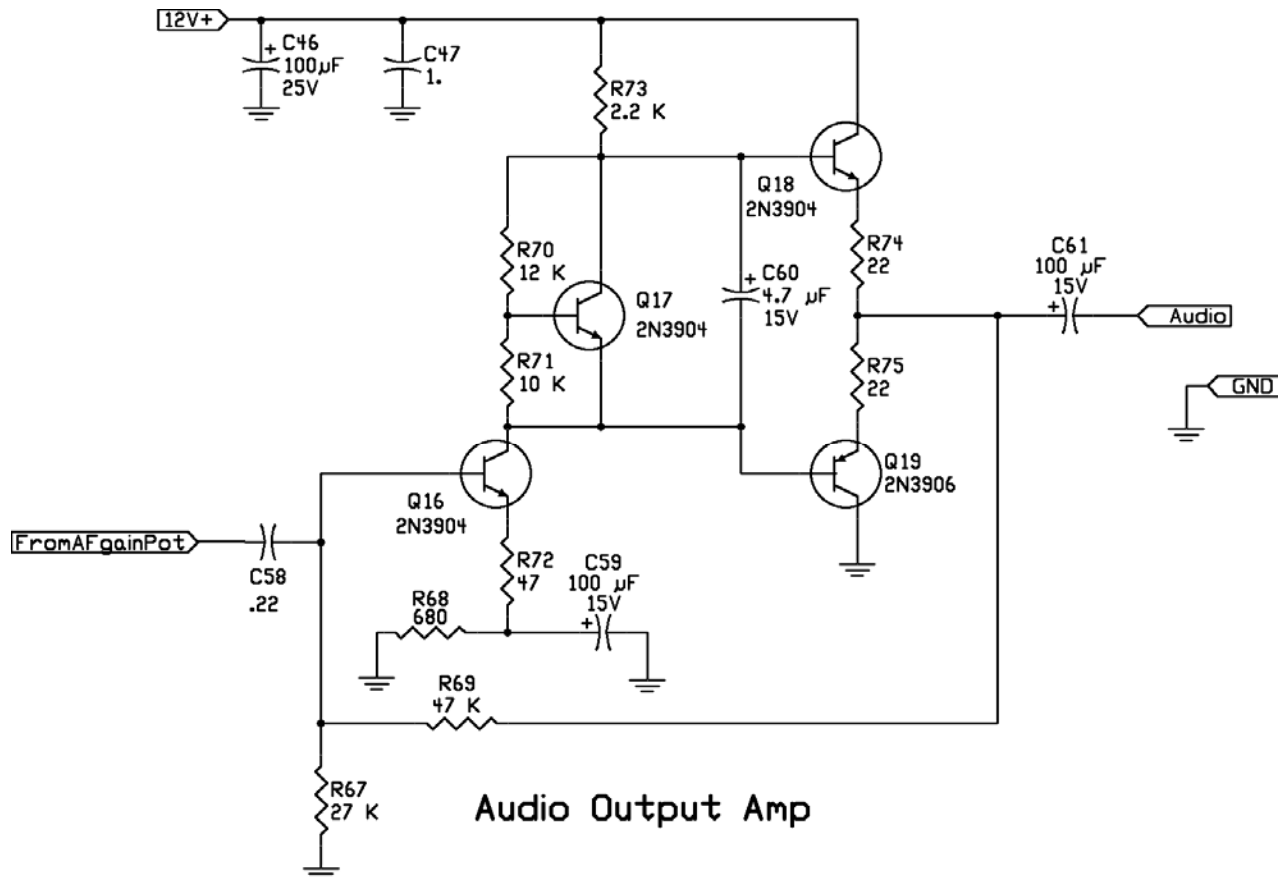 12V+
C46
100µF
25V
C47
1.
R73
2.2 K
Q18
2N3904
R70
12 K
Q17
2N3904
C60
4.7 µF
15V
R74
22
C61
100 µF
15V
Audio
R71
10 K
R75
22
GND
Q16
2N3904
Q19
2N3906
FromAFgainPot
C58
.22
R72
47
C59
100 µF
15V
R68
680
R69
47 K
R67
27 K
Audio Output Amp